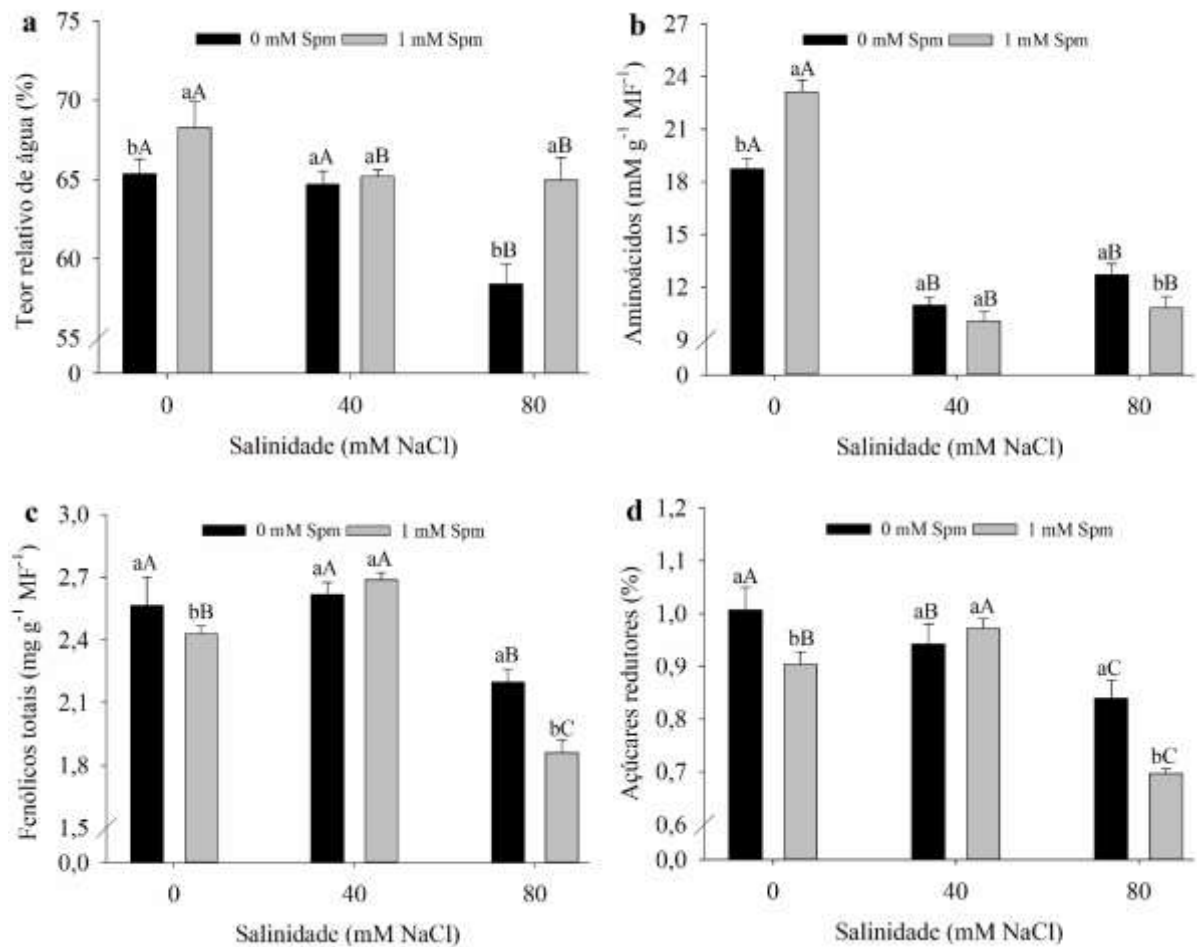 a
75
70
65
60
55
0
Teor relativo de água (%)
0 mM Spm 1 mM Spm
bA aA aA aB bB aB
0 40 80
Salinidade (mM NaCl)
b
27
24
21
18
15
12
9
0
Aminoácidos (mM g⁻¹ MF⁻¹)
0 mM Spm 1 mM Spm
bA aA aB aB aB bB
0 40 80
Salinidade (mM NaCl)
c
3,0
2,7
2,4
2,1
1,8
1,5
0,0
Fenólicos totais (mg g⁻¹ MF⁻¹)
0 mM Spm 1 mM Spm
aA bB aA aA aB bC
0 40 80
Salinidade (mM NaCl)
d
1,2
1,1
1,0
0,9
0,8
0,7
0,6
0,0
Açúcares redutores (%)
0 mM Spm 1 mM Spm
aA bB aB aA aC bC
0 40 80
Salinidade (mM NaCl)